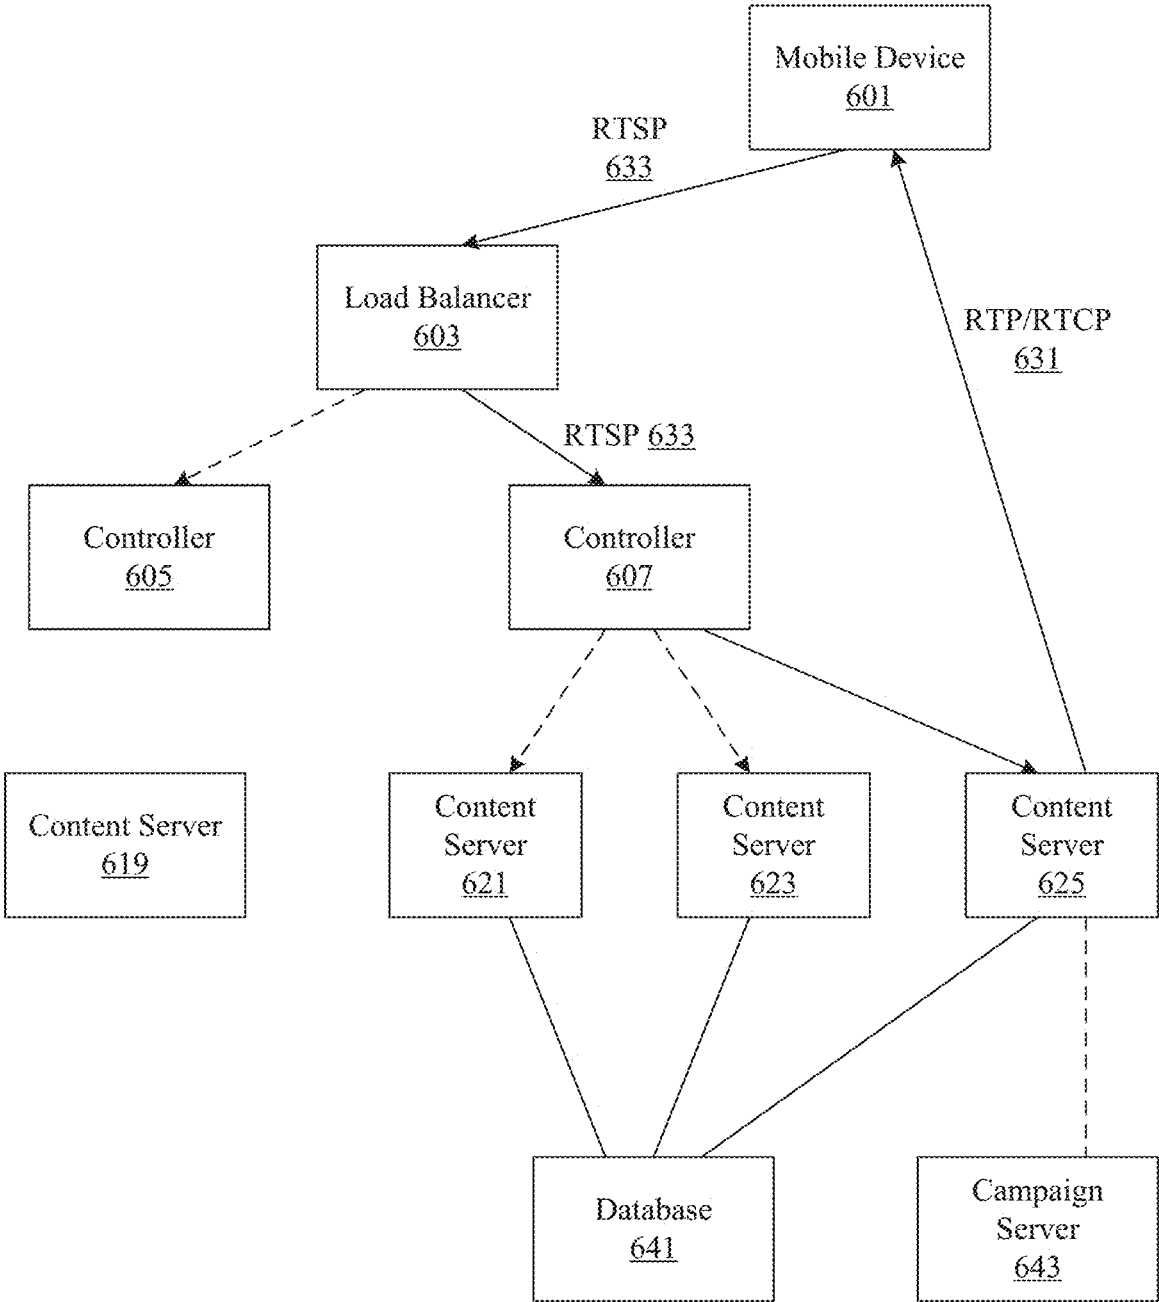 Mobile Device
601
RTSP
633
Load Balancer
603
RTP/RTCP
631
RTSP 633
Controller
605
Controller
607
Content Server
619
Content
Server
621
Content
Server
623
Content
Server
625
Database
641
Campaign
Server
643